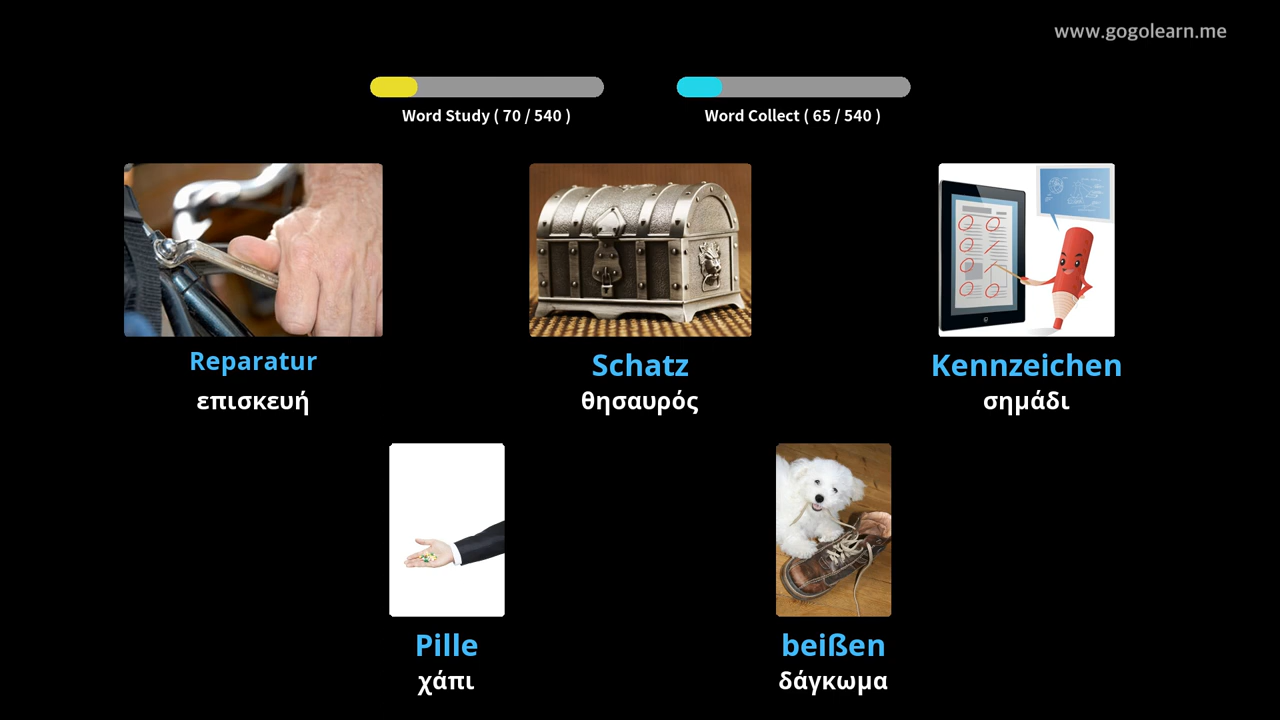 www.gogolearn.me
Word Study ( 70 / 540 )
Word Collect ( 65 / 540 )
Reparatur
επισκευή
Schatz
θησαυρός
Kennzeichen
σημάδι
Pille
χάπι
beißen
δάγκωμα